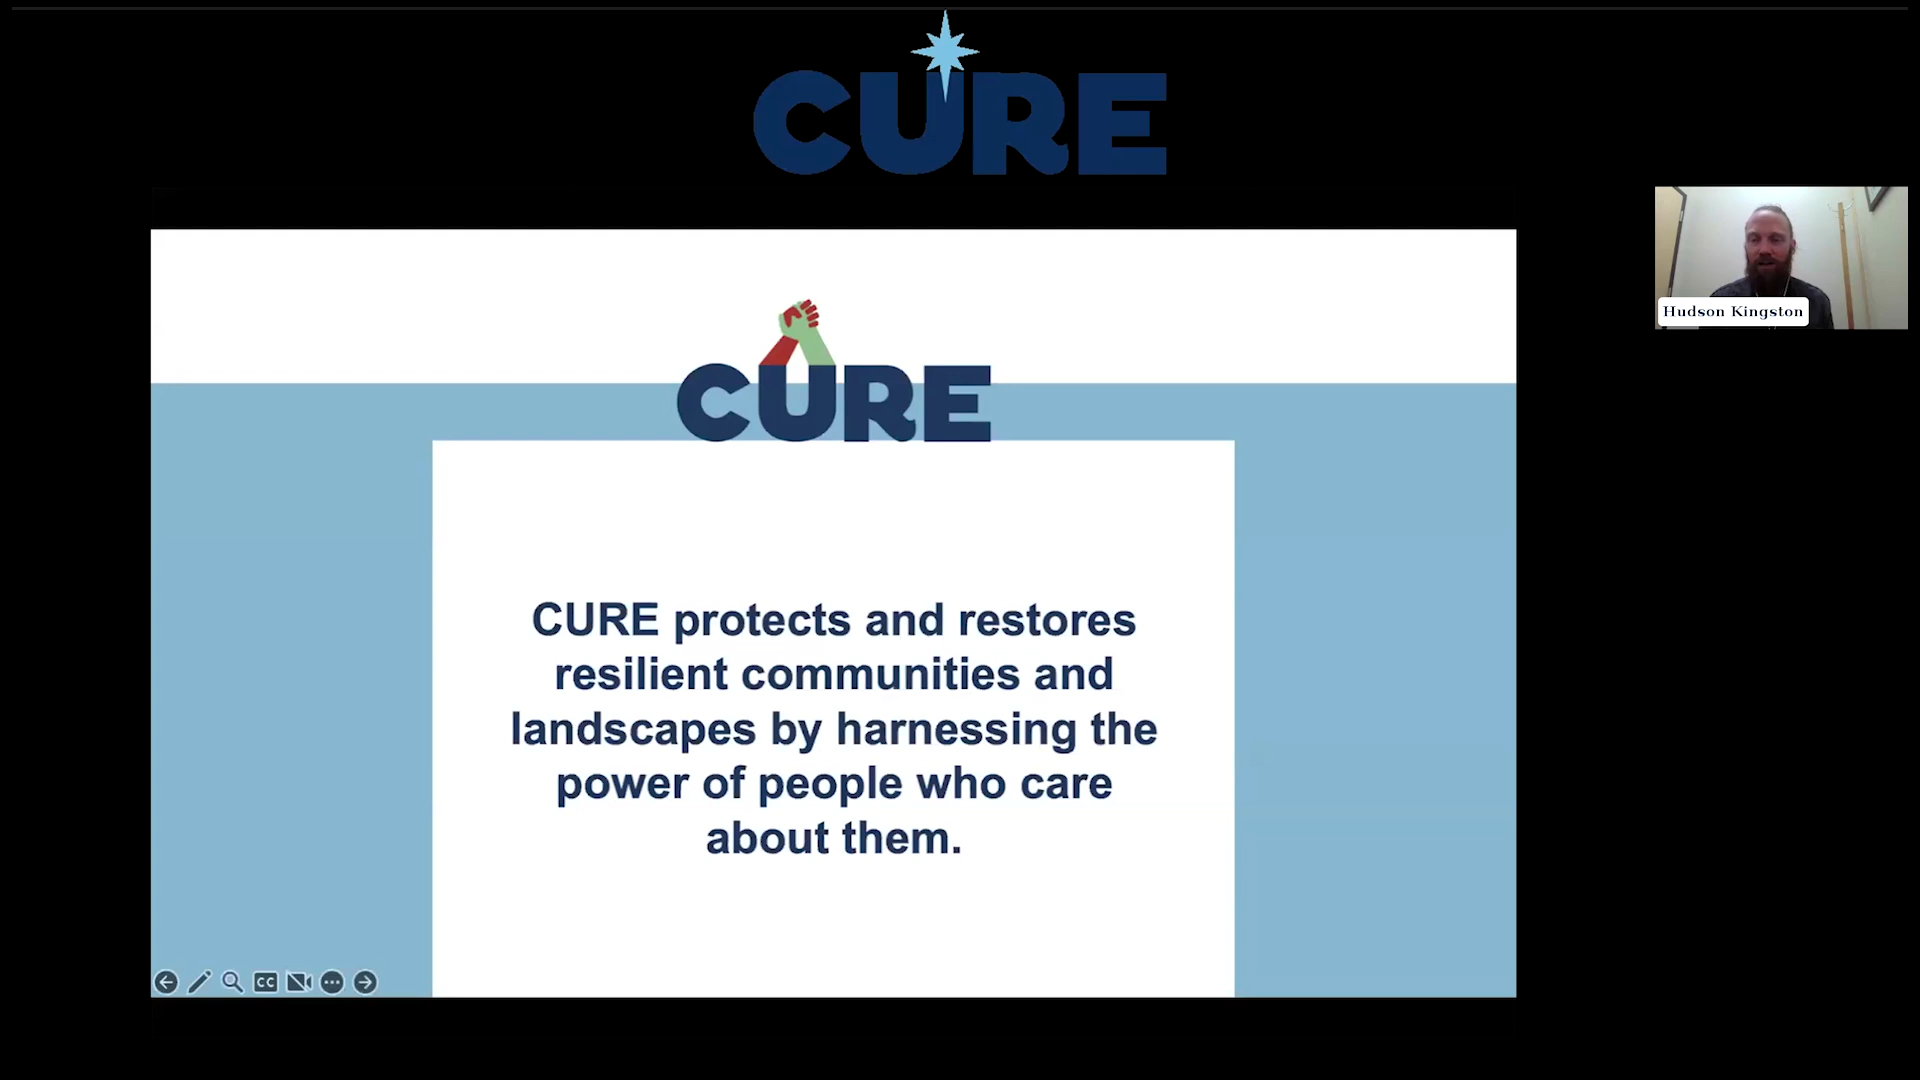 CURE
Hudson Kingston
CURE
CURE protects and restores
resilient communities and
landscapes by harnessing the
power of people who care
about them.
CC